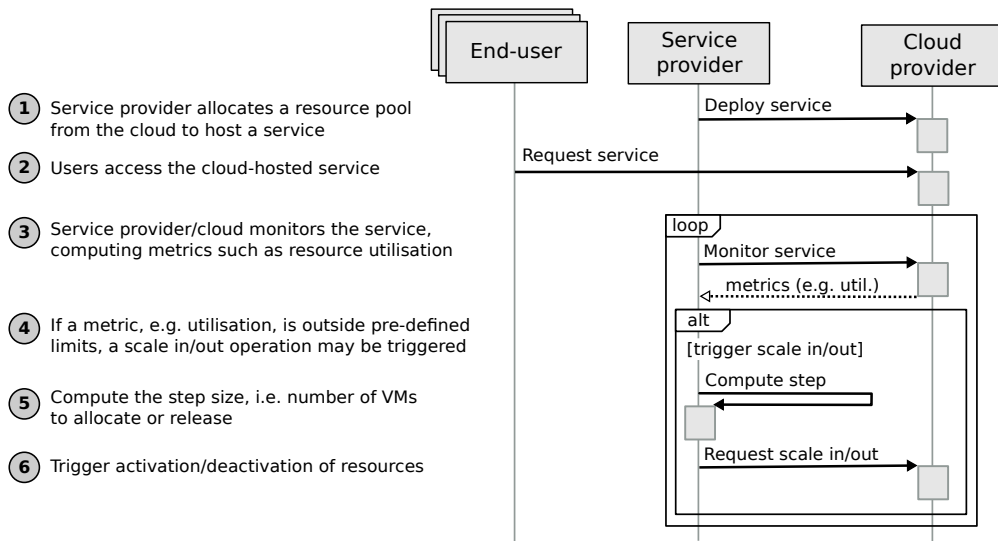 End-user
Service
provider
Cloud
provider
1
Service provider allocates a resource pool
from the cloud to host a service
Deploy service
2
Users access the cloud-hosted service
Request service
3
Service provider/cloud monitors the service,
computing metrics such as resource utilisation
loop
Monitor service
metrics (e.g. util.)
4
If a metric, e.g. utilisation, is outside pre-defined
limits, a scale in/out operation may be triggered
alt
[trigger scale in/out]
5
Compute the step size, i.e. number of VMs
to allocate or release
Compute step
6
Trigger activation/deactivation of resources
Request scale in/out